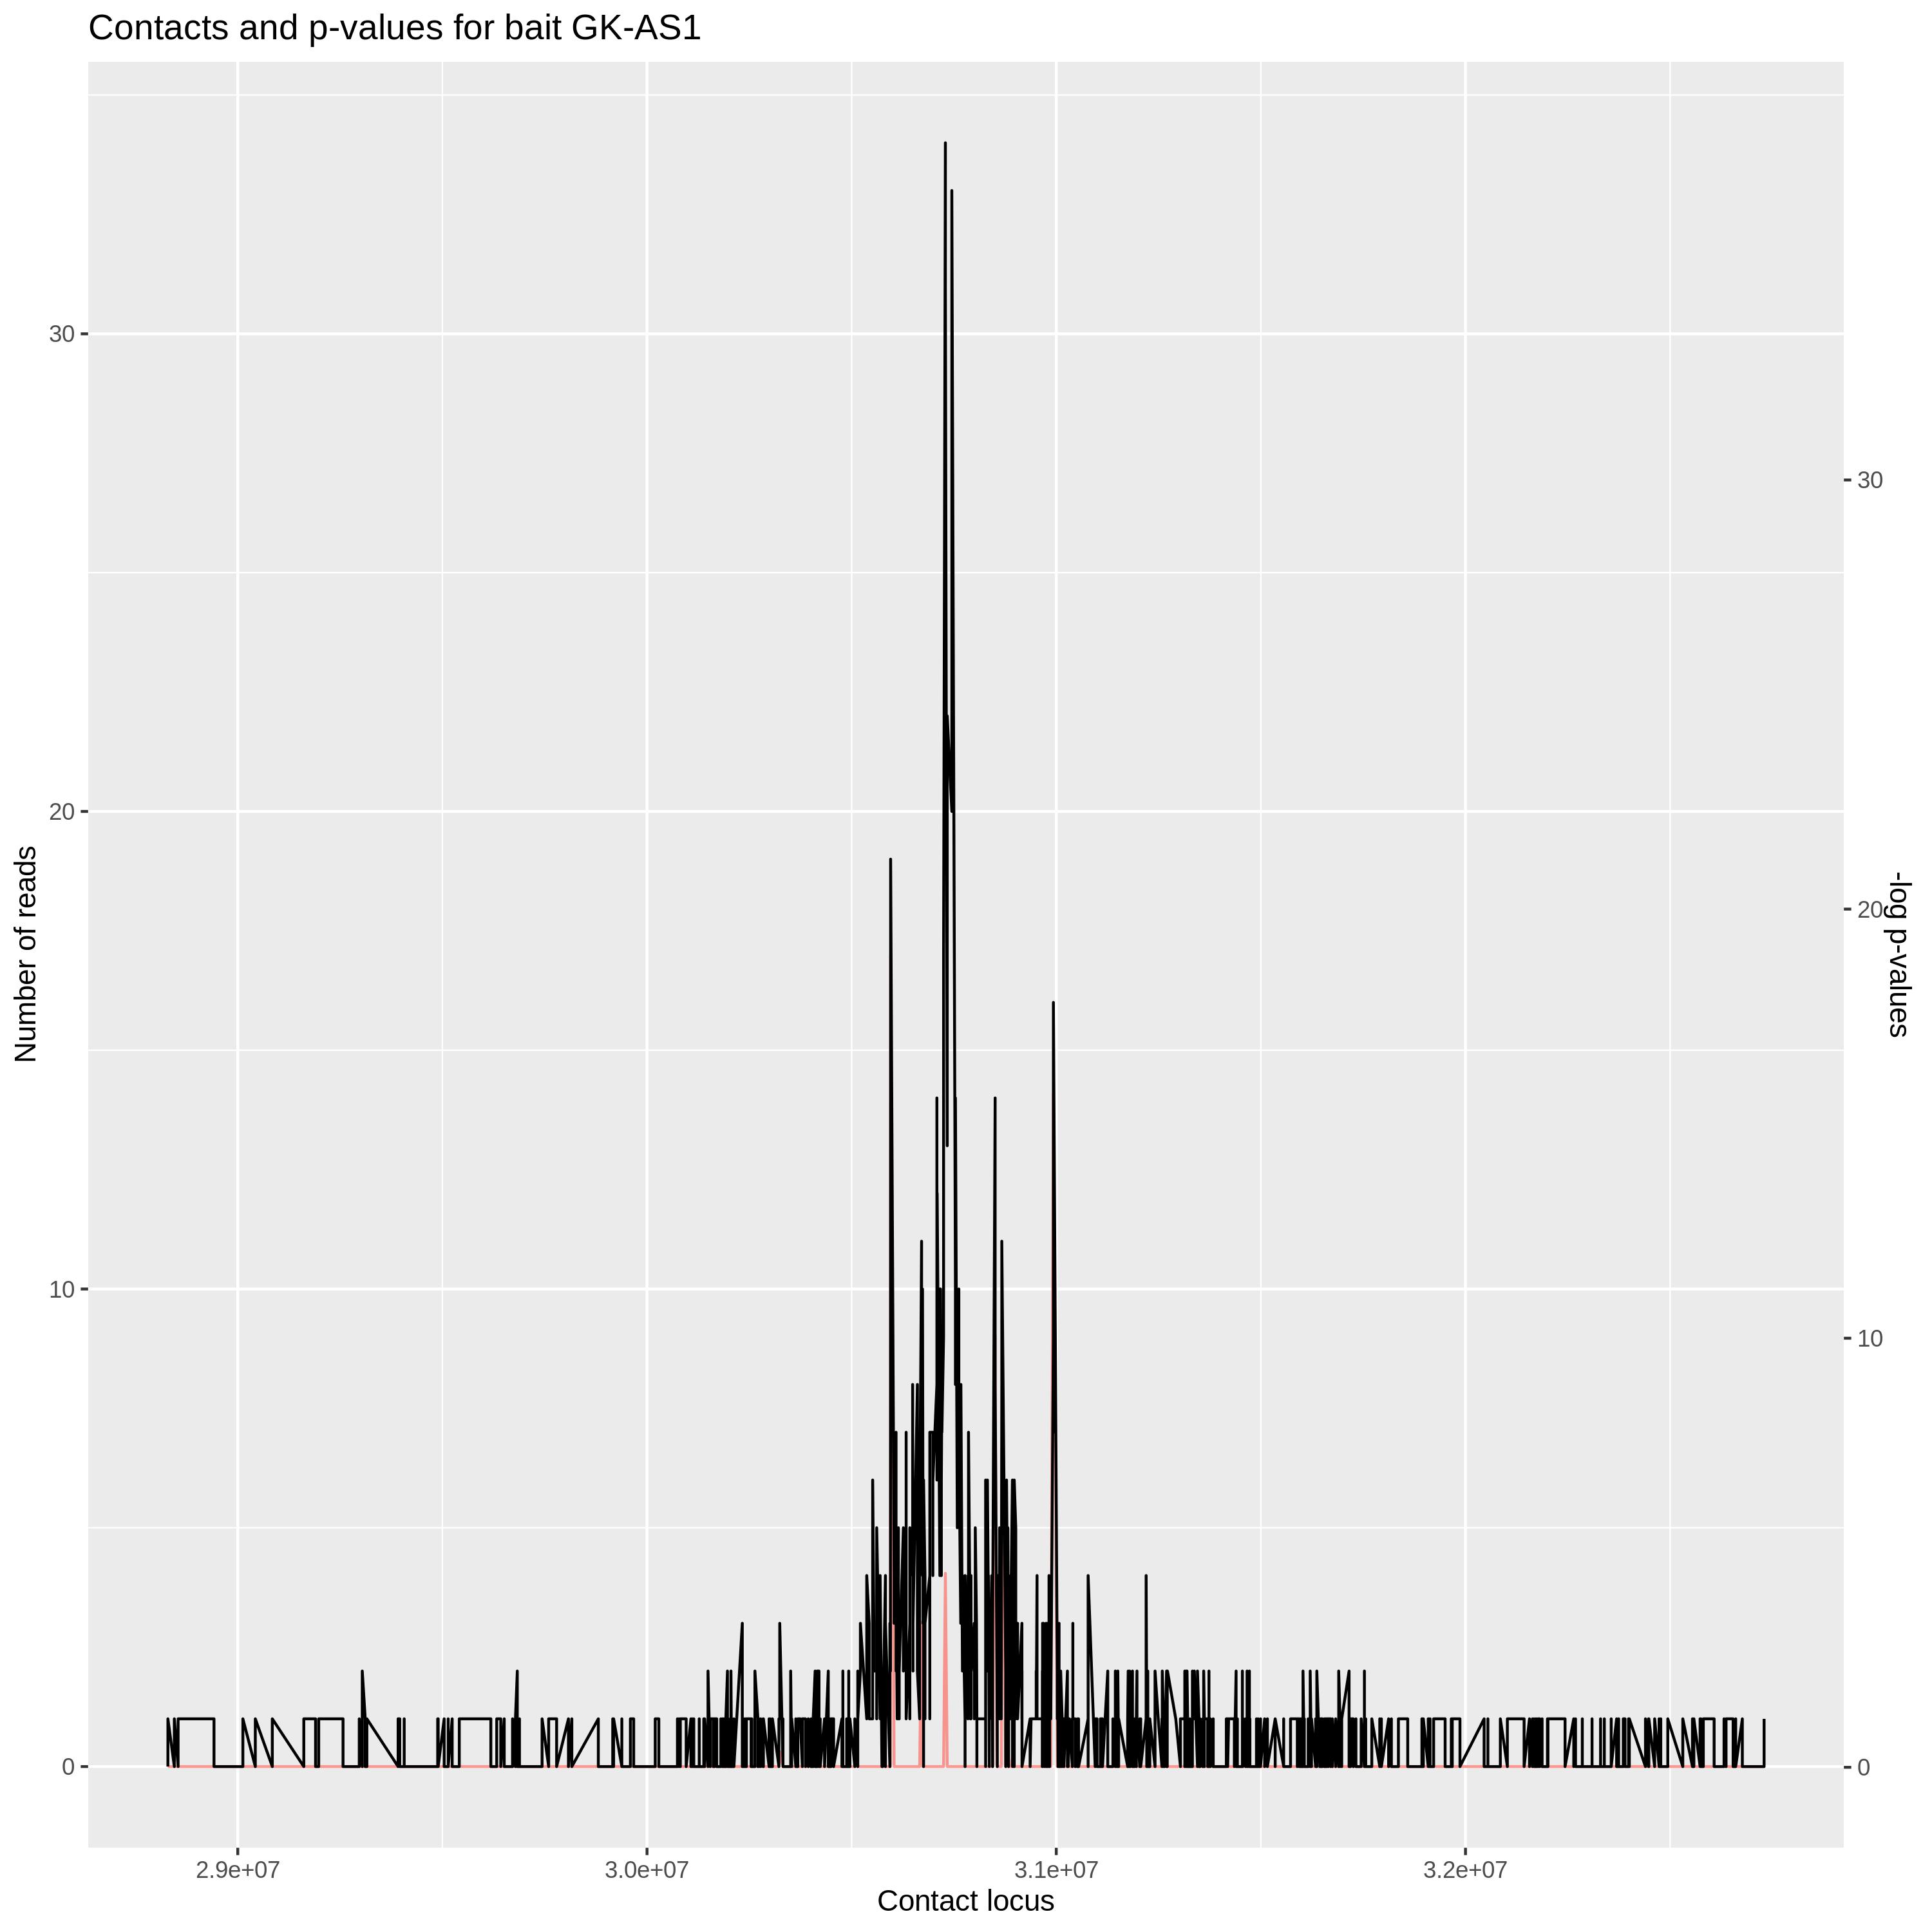 Contacts and p-values for bait GK-AS1
30
20
10
0
Number of reads
30
20
10
0
-log p-values
2.9e+07
3.0e+07
3.1e+07
3.2e+07
Contact locus